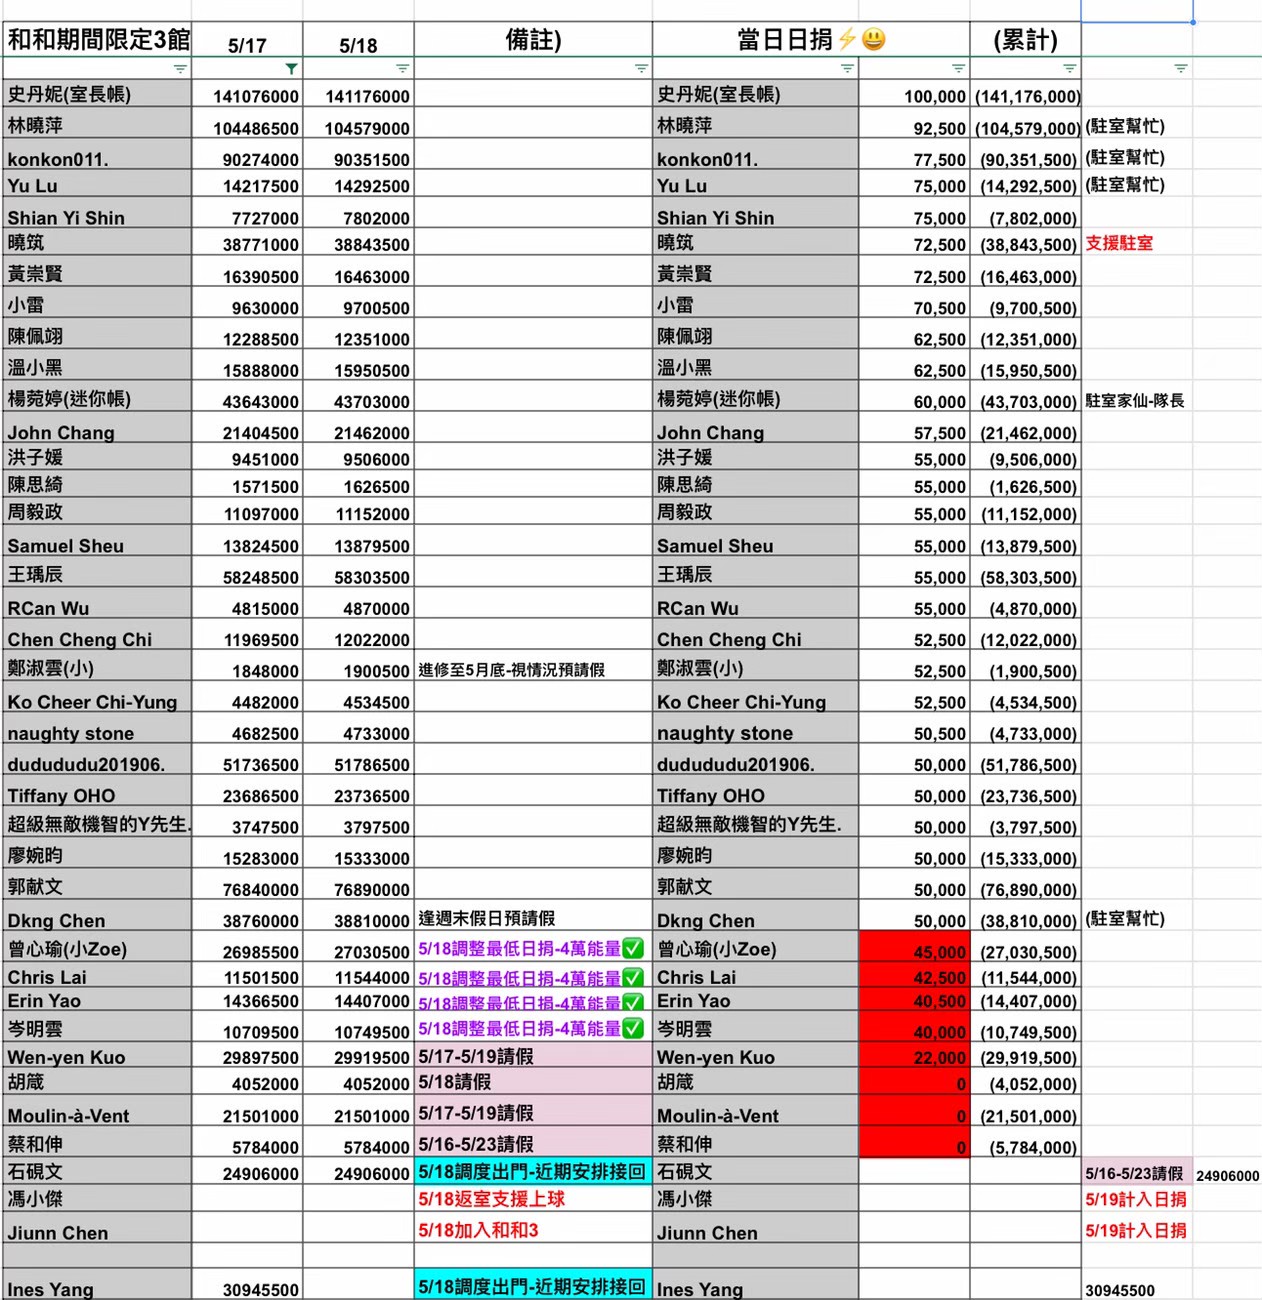 和和期間限定3館 5/17 5/18 備註) 當日日捐⚡😃 (累計)
史丹妮(室長帳) 141076000 141176000 史丹妮(室長帳) 100,000 (141,176,000)
林曉萍 104486500 104579000 林曉萍 92,500 (104,579,000) (駐室幫忙)
konkon011. 90274000 90351500 konkon011. 77,500 (90,351,500) (駐室幫忙)
Yu Lu 14217500 14292500 Yu Lu 75,000 (14,292,500) (駐室幫忙)
Shian Yi Shin 7727000 7802000 Shian Yi Shin 75,000 (7,802,000)
曉筑 38771000 38843500 曉筑 72,500 (38,843,500) 支援駐室
黃崇賢 16390500 16463000 黃崇賢 72,500 (16,463,000)
小雷 9630000 9700500 小雷 70,500 (9,700,500)
陳佩翊 12288500 12351000 陳佩翊 62,500 (12,351,000)
溫小黑 15888000 15950500 溫小黑 62,500 (15,950,500)
楊菀婷(迷你帳) 43643000 43703000 楊菀婷(迷你帳) 60,000 (43,703,000) 駐室家仙-隊長
John Chang 21404500 21462000 John Chang 57,500 (21,462,000)
洪子媛 9451000 9506000 洪子媛 55,000 (9,506,000)
陳思綺 1571500 1626500 陳思綺 55,000 (1,626,500)
周毅政 11097000 11152000 周毅政 55,000 (11,152,000)
Samuel Sheu 13824500 13879500 Samuel Sheu 55,000 (13,879,500)
王瑀辰 58248500 58303500 王瑀辰 55,000 (58,303,500)
RCan Wu 4815000 4870000 RCan Wu 55,000 (4,870,000)
Chen Cheng Chi 11969500 12022000 Chen Cheng Chi 52,500 (12,022,000)
鄭淑雲(小) 1848000 1900500 進修至5月底-視情況預請假 鄭淑雲(小) 52,500 (1,900,500)
Ko Cheer Chi-Yung 4482000 4534500 Ko Cheer Chi-Yung 52,500 (4,534,500)
naughty stone 4682500 4733000 naughty stone 50,500 (4,733,000)
dudududu201906. 51736500 51786500 dudududu201906. 50,000 (51,786,500)
Tiffany OHO 23686500 23736500 Tiffany OHO 50,000 (23,736,500)
超級無敵機智的Y先生. 3747500 3797500 超級無敵機智的Y先生. 50,000 (3,797,500)
廖婉昀 15283000 15333000 廖婉昀 50,000 (15,333,000)
郭献文 76840000 76890000 郭献文 50,000 (76,890,000)
Dkng Chen 38760000 38810000 逢週末假日預請假 Dkng Chen 50,000 (38,810,000) (駐室幫忙)
曾心瑜(小Zoe) 26985500 27030500 5/18調整最低日捐-4萬能量✅ 曾心瑜(小Zoe) 45,000 (27,030,500)
Chris Lai 11501500 11544000 5/18調整最低日捐-4萬能量✅ Chris Lai 42,500 (11,544,000)
Erin Yao 14366500 14407000 5/18調整最低日捐-4萬能量✅ Erin Yao 40,500 (14,407,000)
岑明雲 10709500 10749500 5/18調整最低日捐-4萬能量✅ 岑明雲 40,000 (10,749,500)
Wen-yen Kuo 29897500 29919500 5/17-5/19請假 Wen-yen Kuo 22,000 (29,919,500)
胡箴 4052000 4052000 5/18請假 胡箴 0 (4,052,000)
Moulin-à-Vent 21501000 21501000 5/17-5/19請假 Moulin-à-Vent 0 (21,501,000)
蔡和伸 5784000 5784000 5/16-5/23請假 蔡和伸 0 (5,784,000)
石硯文 24906000 24906000 5/18調度出門-近期安排接回 石硯文 5/16-5/23請假 24906000
馮小傑 5/18返室支援上球 馮小傑 5/19計入日捐
Jiunn Chen 5/18加入和和3 Jiunn Chen 5/19計入日捐
Ines Yang 30945500 5/18調度出門-近期安排接回 Ines Yang 30945500